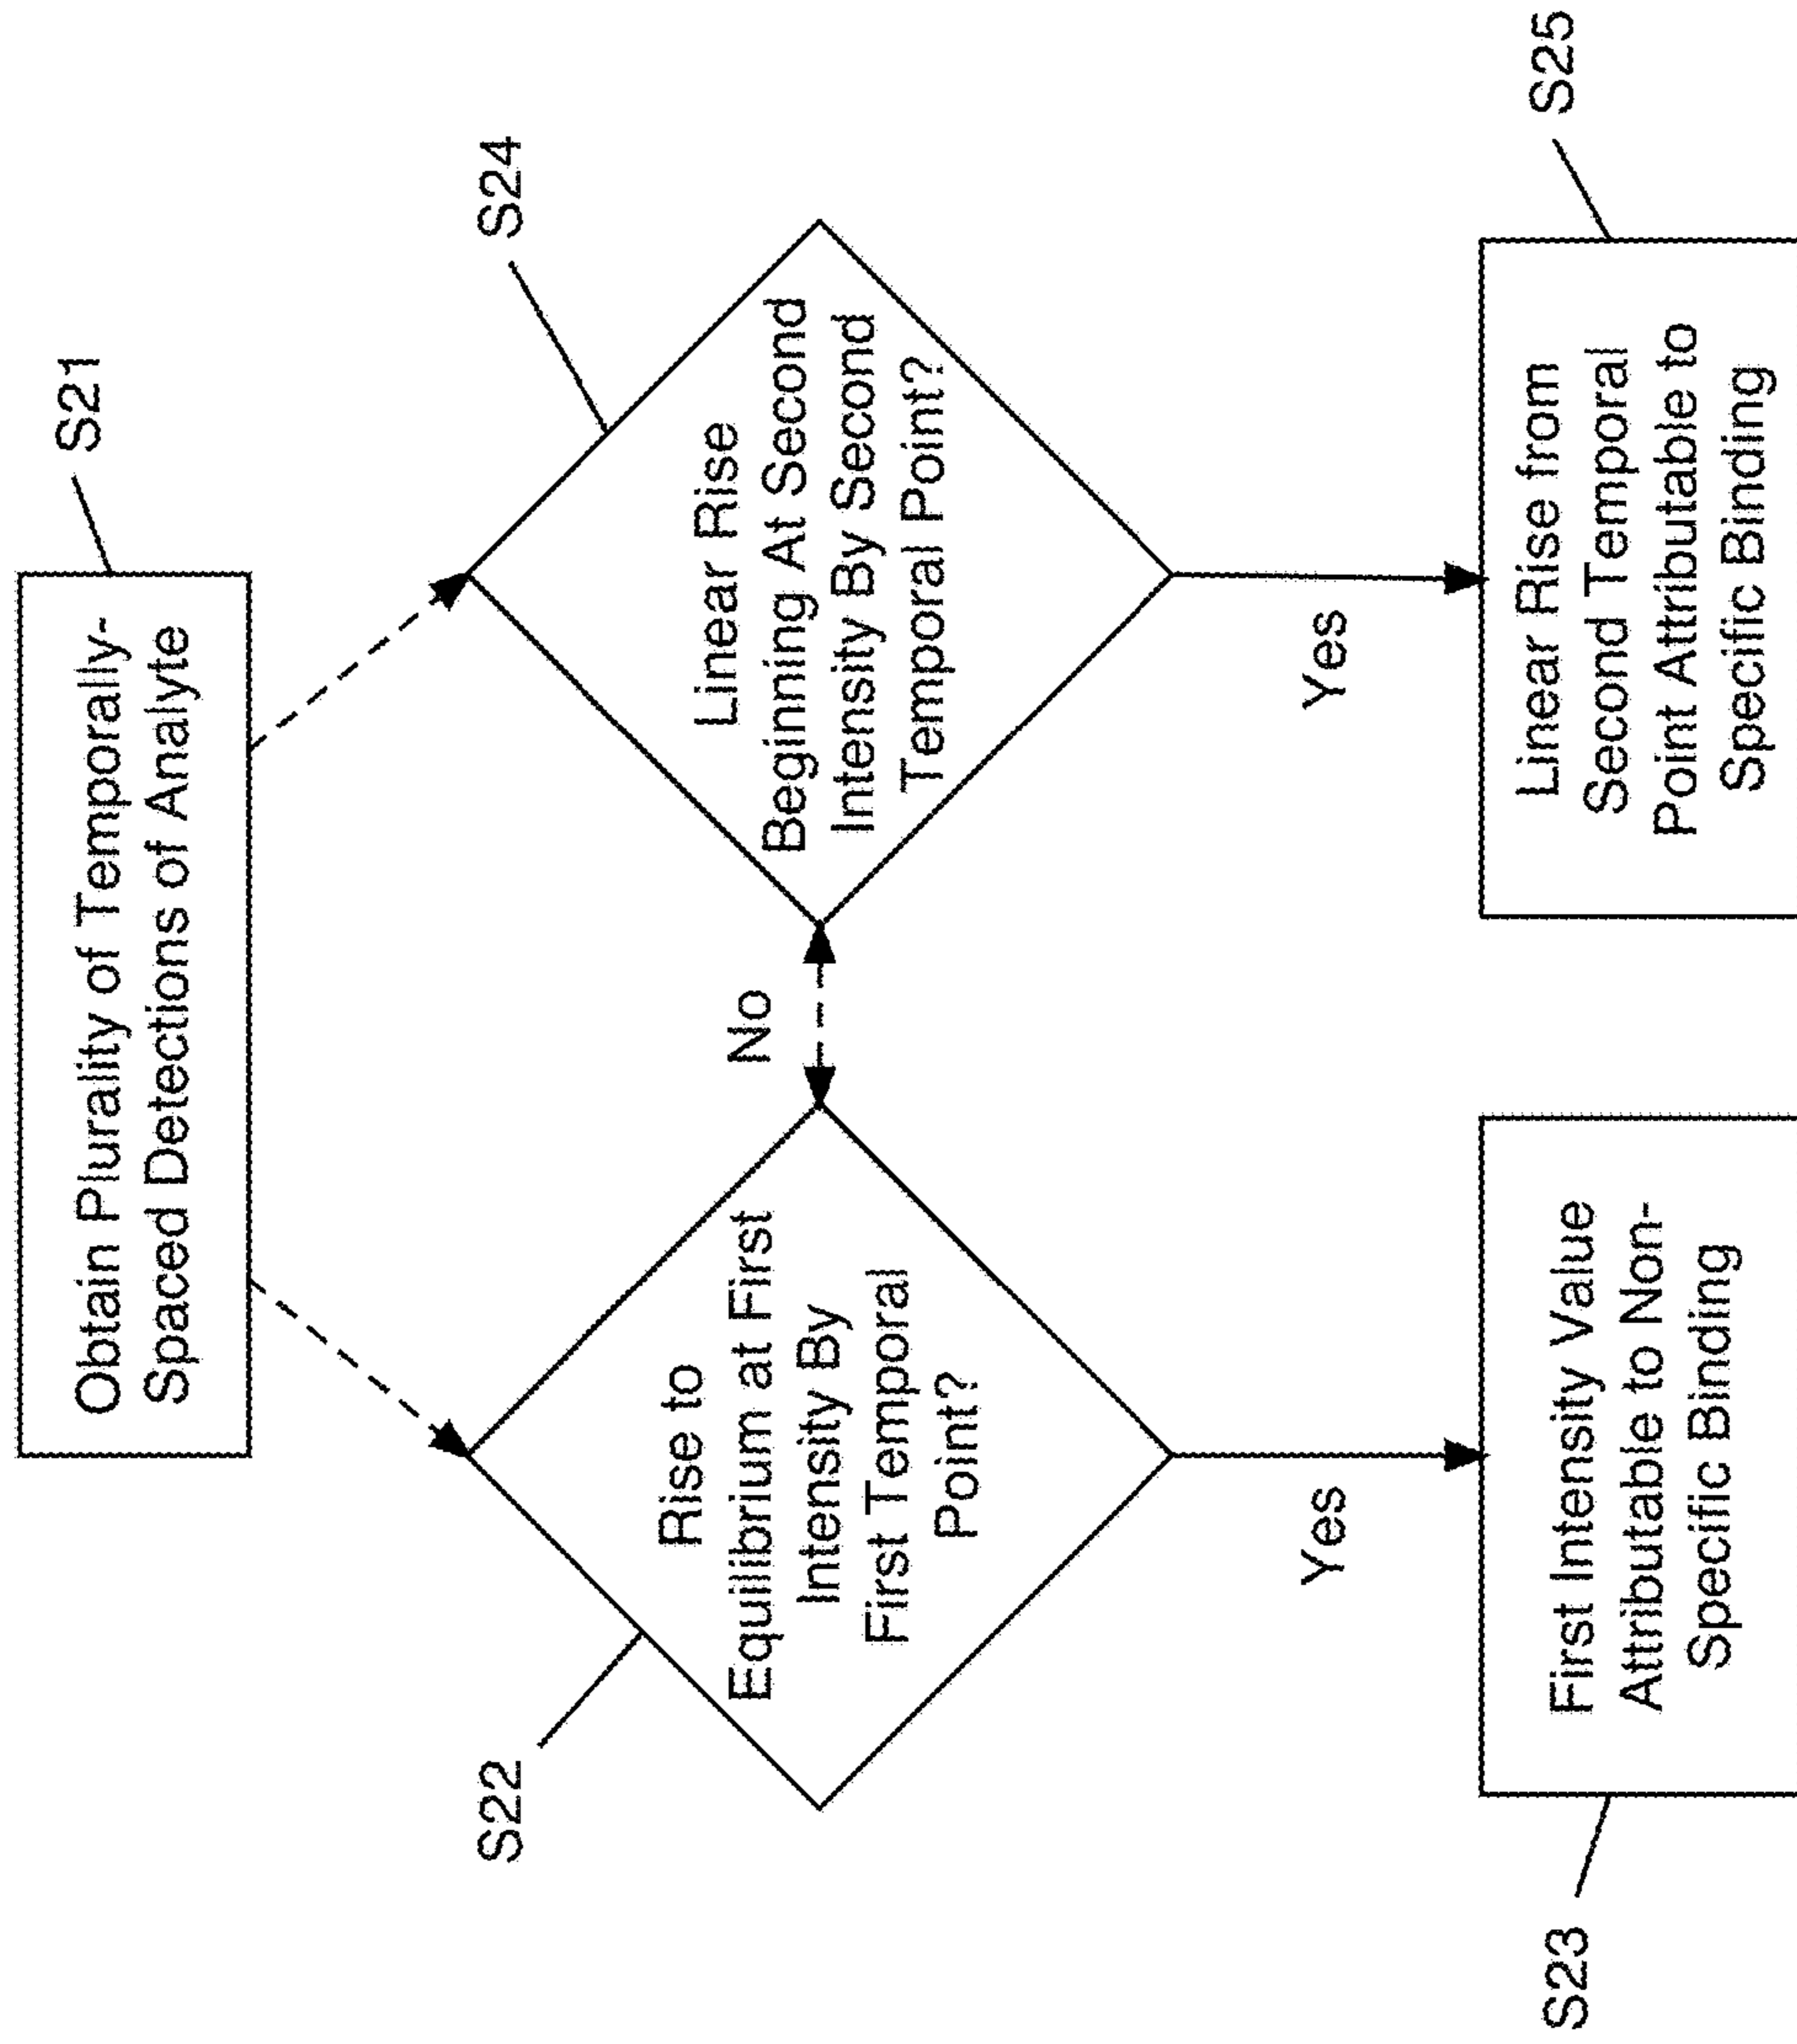 S21
Obtain Plurality of Temporally-
Spaced Detections of Analyte
S22
Rise to
Equilibrium at First
Intensity By
First Temporal
Point?
No
S24
Linear Rise
Beginning At Second
Intensity By Second
Temporal Point?
Yes
Yes
S23
First Intensity Value
Attributable to Non-
Specific Binding
S25
Linear Rise from
Second Temporal
Point Attributable to
Specific Binding